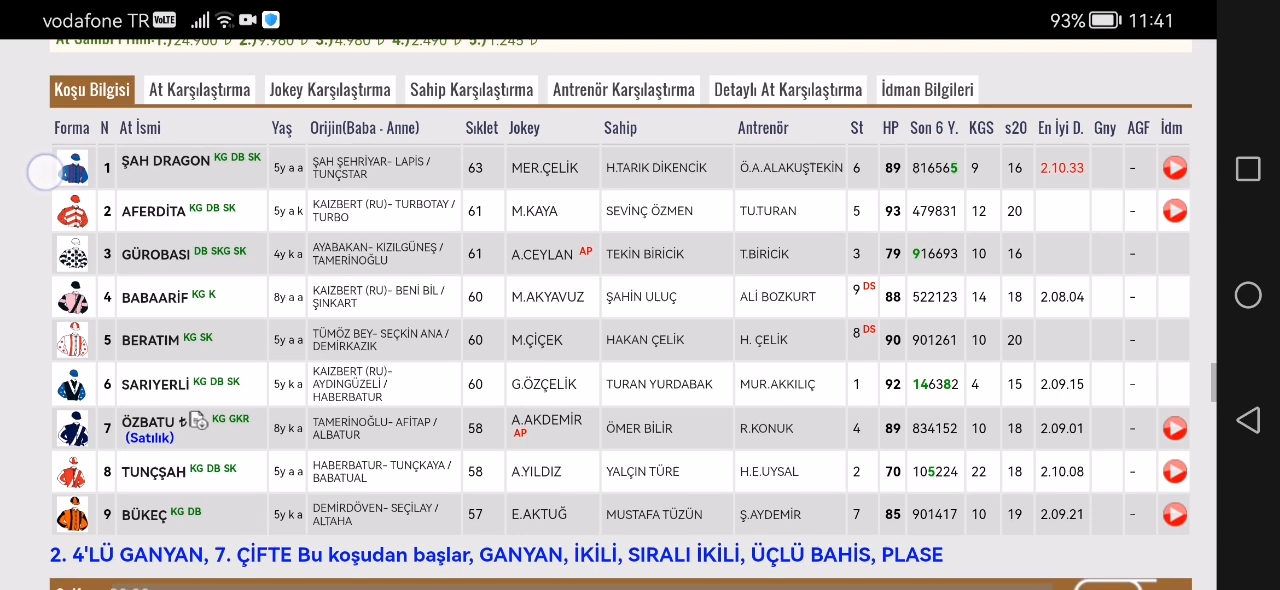 vodafone TR VoLTE 93% 11:41
At Sahibi Primi: 1.) 24.900 2.) 9.960 3.) 4.980 4.) 2.490 5.) 1.245
Koşu Bilgisi At Karşılaştırma Jokey Karşılaştırma Sahip Karşılaştırma Antrenör Karşılaştırma Detaylı At Karşılaştırma İdman Bilgileri
Forma N At İsmi Yaş Orijin(Baba - Anne) Sıklet Jokey Sahip Antrenör St HP Son 6 Y. KGS s20 En İyi D. Gny AGF İdm
1 ŞAH DRAGON KG DB SK 5y a a ŞAH ŞEHRİYAR- LAPİS / 63 MER.ÇELİK H.TARIK DİKENCİK Ö.A.ALAKUŞTEKİN 6 89 816565 9 16 2.10.33 -
TUNÇSTAR
2 AFERDİTA KG DB SK 5y a k KAIZBERT (RU)- TURBOTAY / 61 M.KAYA SEVİNÇ ÖZMEN TU.TURAN 5 93 479831 12 20 -
TURBO
3 GÜROBASI DB SKG SK 4y k a AYABAKAN- KIZILGÜNEŞ / 61 A.CEYLAN AP TEKİN BİRİCİK T.BİRİCİK 3 79 916693 10 16 -
TAMERİNOĞLU
4 BABAARİF KG K 8y a a KAIZBERT (RU)- BENİ BİL / 60 M.AKYAVUZ ŞAHİN ULUÇ ALİ BOZKURT 9 DS 88 522123 14 18 2.08.04 -
ŞINKART
5 BERATIM KG SK 5y a a TÜMÖZ BEY- SEÇKİN ANA / 60 M.ÇİÇEK HAKAN ÇELİK H. ÇELİK 8 DS 90 901261 10 20 -
DEMİRKAZIK
6 SARIYERLİ KG DB SK 5y k a KAIZBERT (RU)- 60 G.ÖZÇELİK TURAN YURDABAK MUR.AKKILIÇ 1 92 146382 4 15 2.09.15 -
AYDINGÜZELİ /
HABERBATUR
7 ÖZBATU ₺ KG GKR 8y k a TAMERİNOĞLU- AFİTAP / 58 A.AKDEMİR ÖMER BİLİR R.KONUK 4 89 834152 10 18 2.09.01 -
(Satılık) ALBATUR AP
8 TUNÇŞAH KG DB SK 5y a a HABERBATUR- TUNÇKAYA / 58 A.YILDIZ YALÇIN TÜRE H.E.UYSAL 2 70 105224 22 18 2.10.08 -
BABATUAL
9 BÜKEÇ KG DB 5y k a DEMİRDÖVEN- SEÇİLAY / 57 E.AKTUĞ MUSTAFA TÜZÜN Ş.AYDEMİR 7 85 901417 10 19 2.09.21 -
ALTAHA
2. 4'LÜ GANYAN, 7. ÇİFTE Bu koşudan başlar, GANYAN, İKİLİ, SIRALI İKİLİ, ÜÇLÜ BAHİS, PLASE